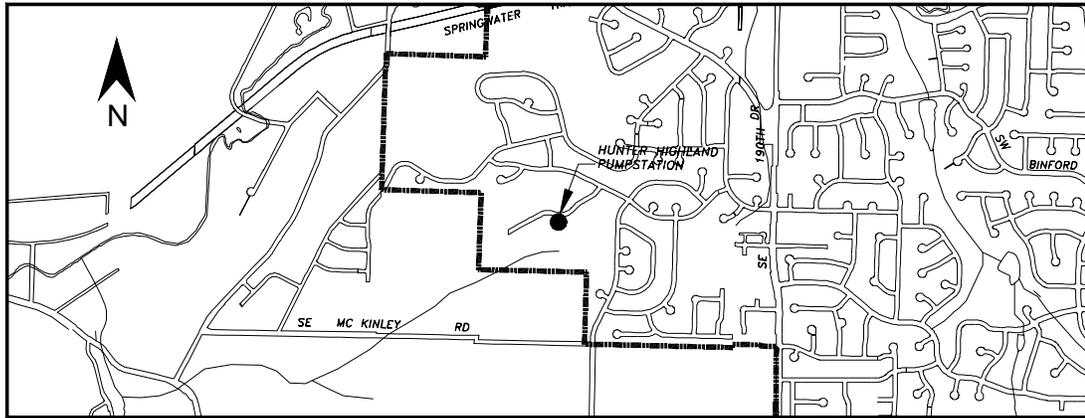 SPRINGWATER
N
HUNTER HIGHLAND
PUMPSTATION
190TH DR
SW
BINFORD
SE
SE MC KINLEY RD